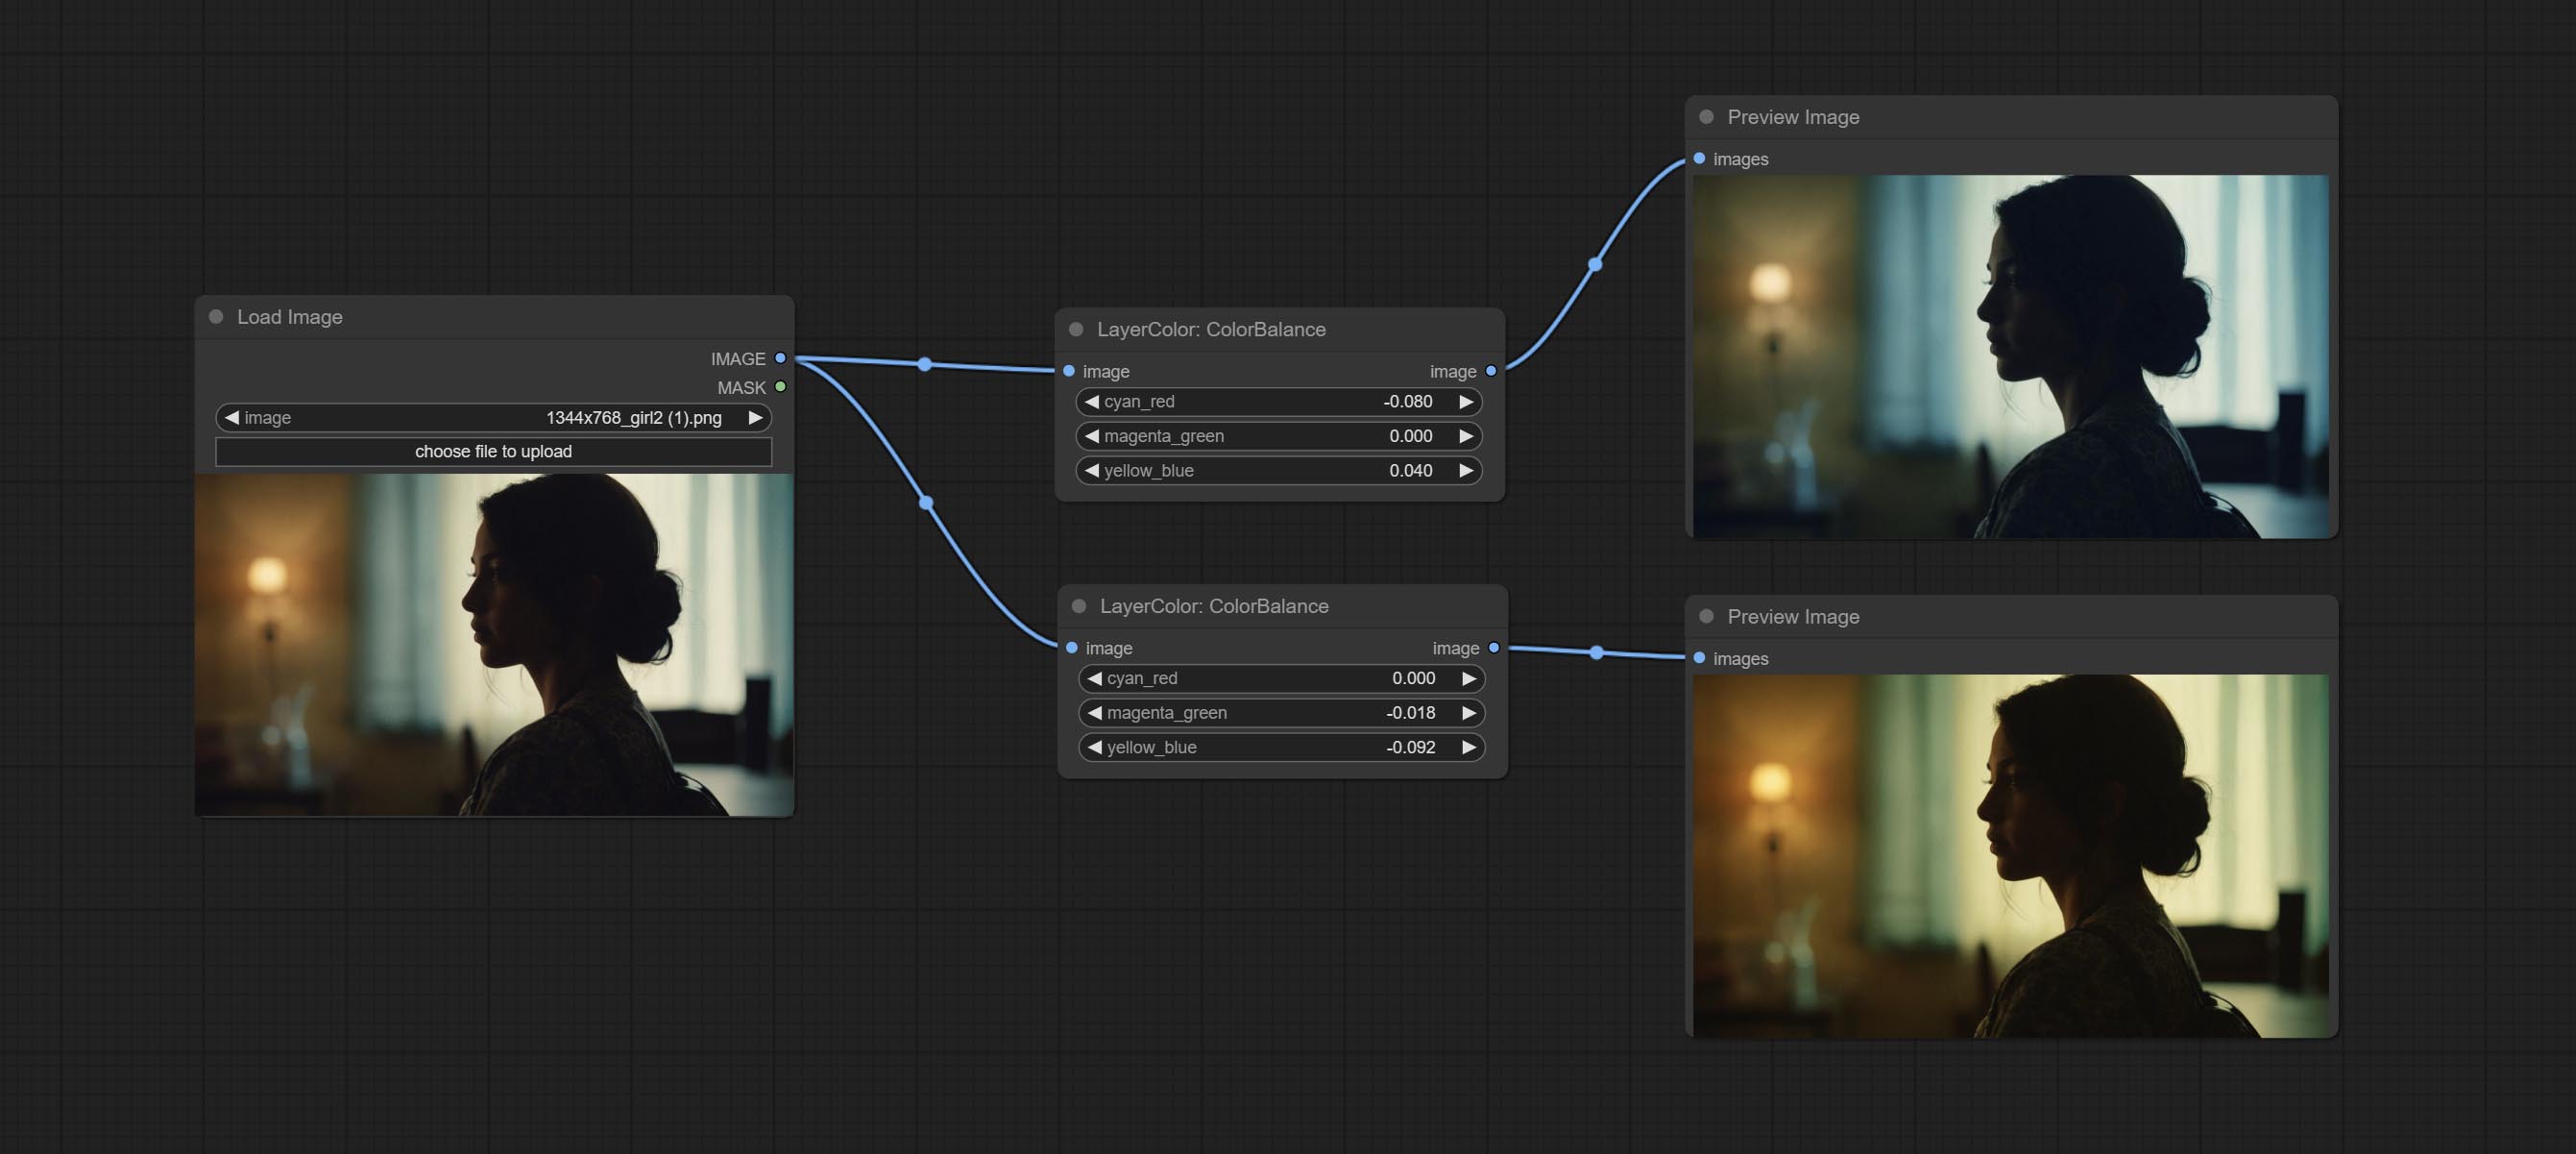 Load Image
IMAGE
MASK
image 1344x768_girl2 (1).png
choose file to upload
LayerColor: ColorBalance
image image
cyan_red -0.080
magenta_green 0.000
yellow_blue 0.040
LayerColor: ColorBalance
image image
cyan_red 0.000
magenta_green -0.018
yellow_blue -0.092
Preview Image
images
Preview Image
images